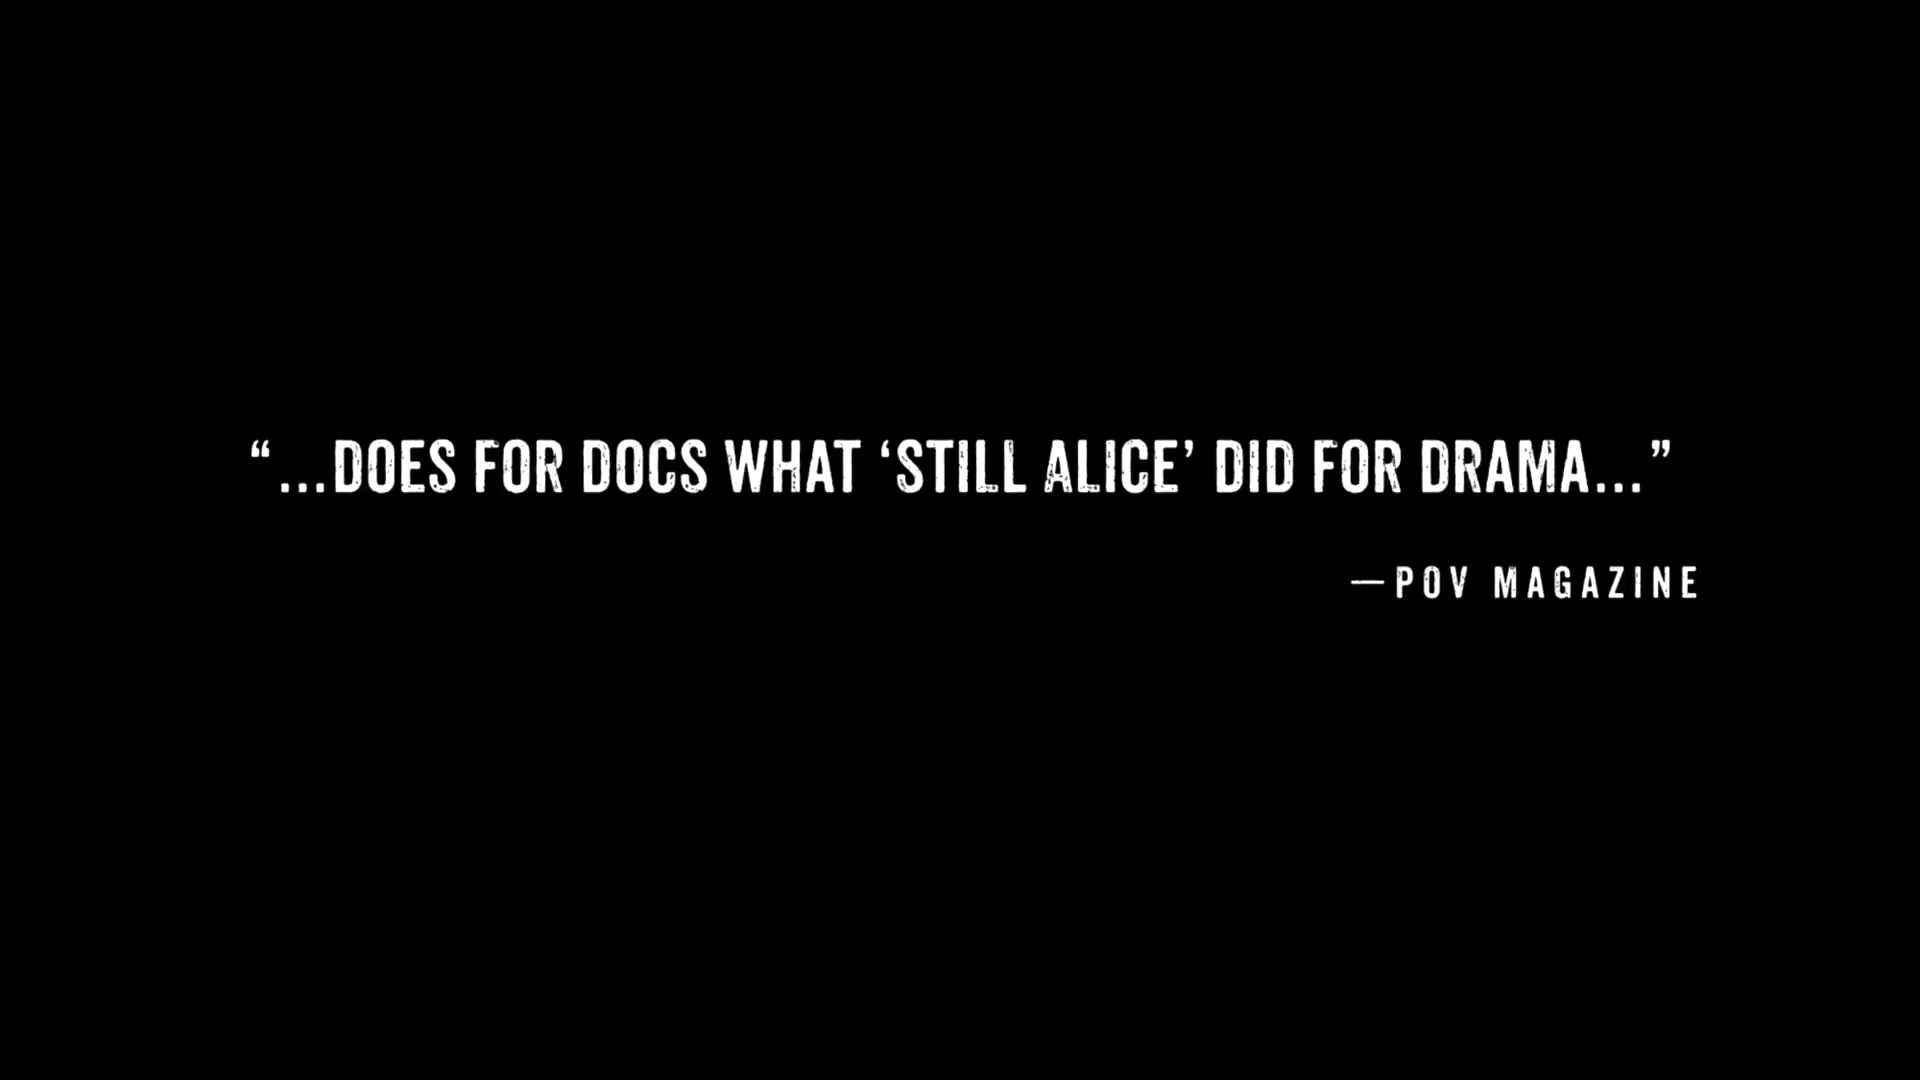 “...DOES FOR DOCS WHAT ‘STILL ALICE’ DID FOR DRAMA...”
—POV MAGAZINE